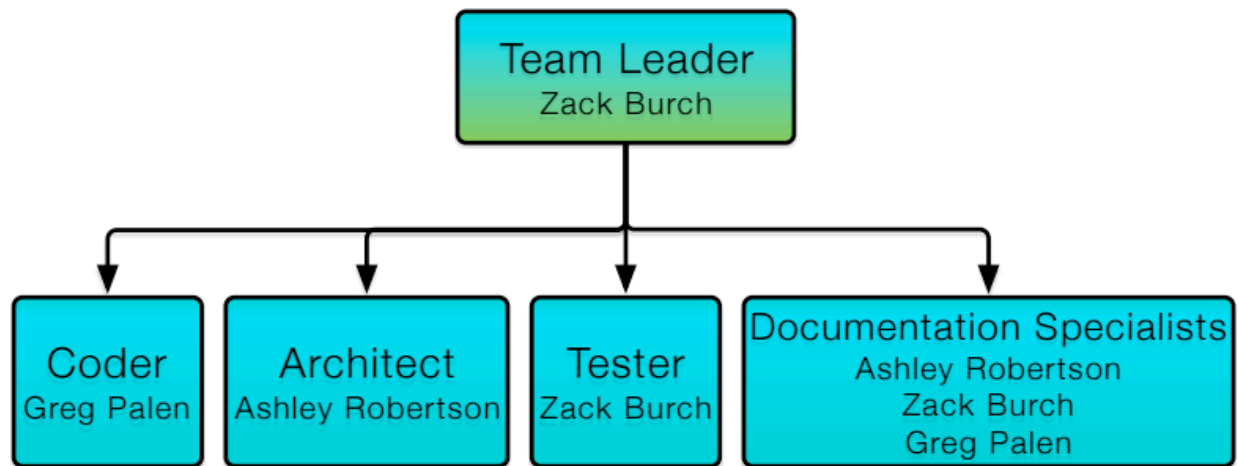 Team Leader
Zack Burch
Coder
Greg Palen
Architect
Ashley Robertson
Tester
Zack Burch
Documentation Specialists
Ashley Robertson
Zack Burch
Greg Palen